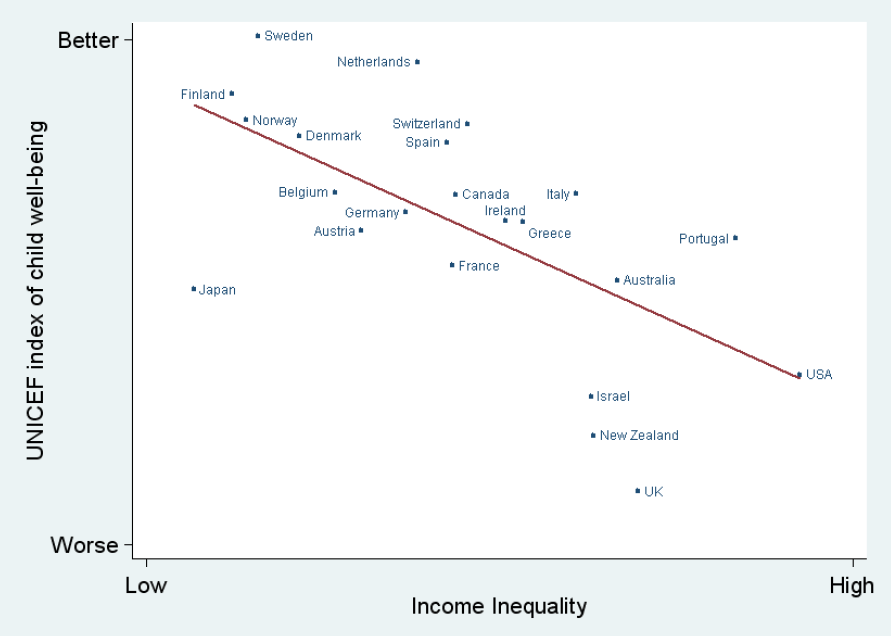 Better
Sweden
Netherlands
Finland
Norway
Switzerland
Denmark
Spain
Belgium
Canada
Italy
Germany
Ireland
Austria
Greece
Portugal
France
Australia
Japan
USA
Israel
New Zealand
UK
Worse
Low
High
Income Inequality
UNICEF index of child well-being